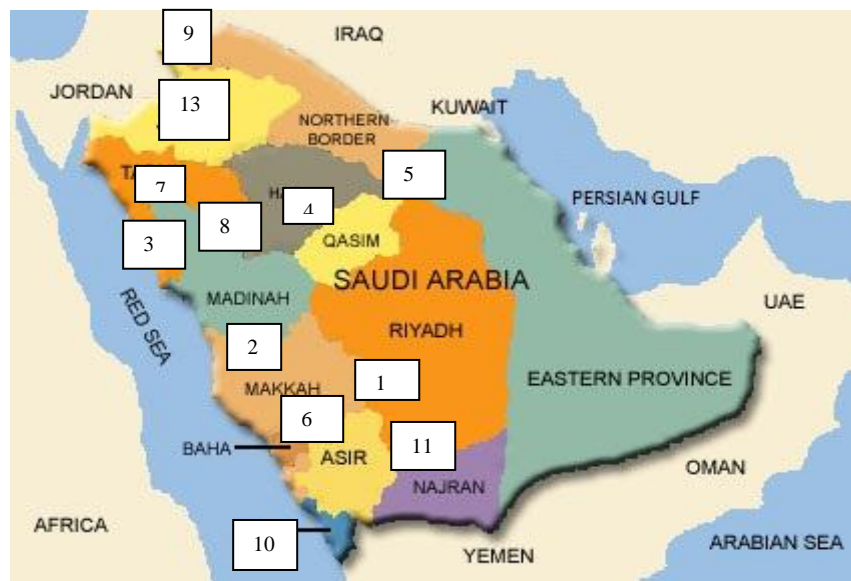 9
IRAQ
JORDAN
13
KUWAIT
NORTHERN
BORDER
5
7
4
PERSIAN GULF
3
8
QASIM
SAUDI ARABIA
MADINAH
UAE
RED SEA
RIYADH
2
1
EASTERN PROVINCE
MAKKAH
6
BAHA
ASIR
11
OMAN
NAJRAN
AFRICA
10
YEMEN
ARABIAN SEA